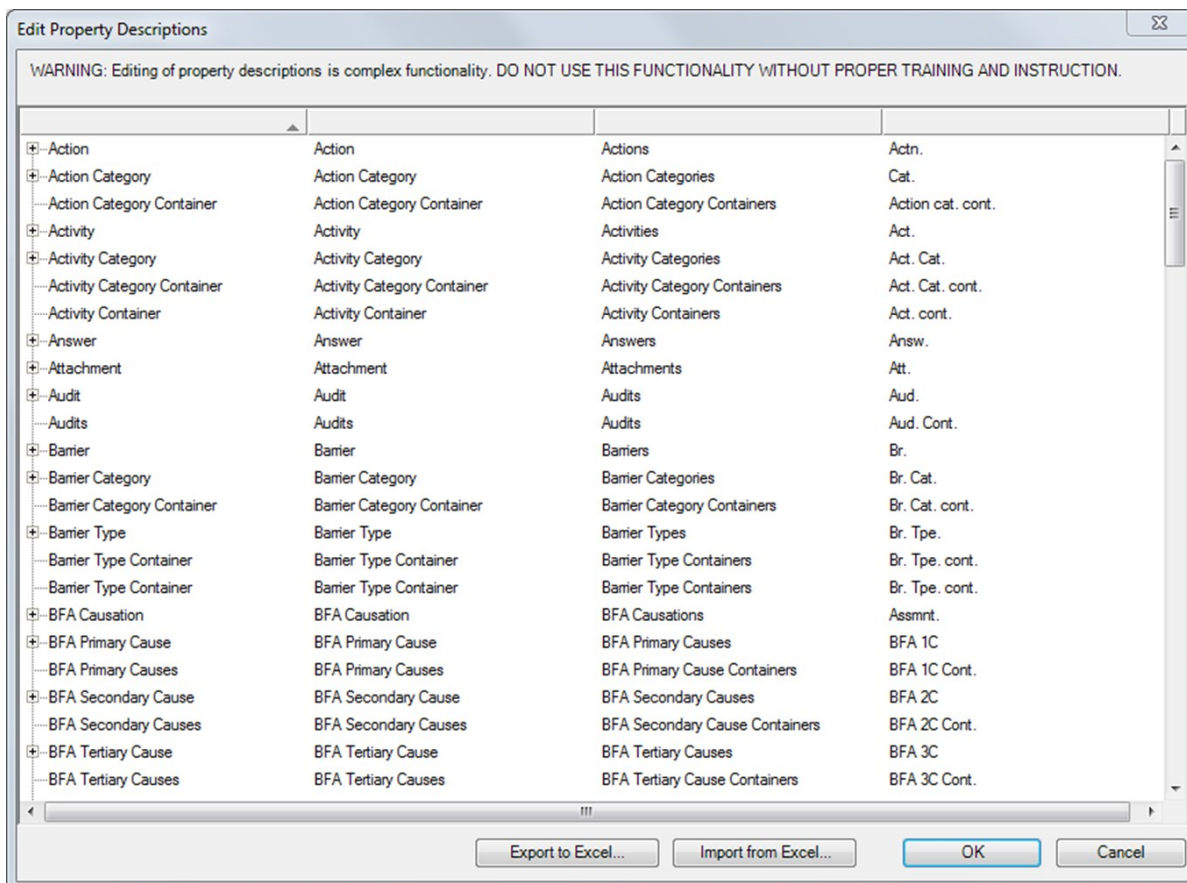 Edit Property Descriptions
WARNING: Editing of property descriptions is complex functionality. DO NOT USE THIS FUNCTIONALITY WITHOUT PROPER TRAINING AND INSTRUCTION.
Action Action Actions Actn.
Action Category Action Category Action Categories Cat.
Action Category Container Action Category Container Action Category Containers Action cat. cont.
Activity Activity Activities Act.
Activity Category Activity Category Activity Categories Act. Cat.
Activity Category Container Activity Category Container Activity Category Containers Act. Cat. cont.
Activity Container Activity Container Activity Containers Act. cont.
Answer Answer Answers Answ.
Attachment Attachment Attachments Att.
Audit Audit Audits Aud.
Audits Audits Audits Aud. Cont.
Barrier Barrier Barriers Br.
Barrier Category Barrier Category Barrier Categories Br. Cat.
Barrier Category Container Barrier Category Container Barrier Category Containers Br. Cat. cont.
Barrier Type Barrier Type Barrier Types Br. Tpe.
Barrier Type Container Barrier Type Container Barrier Type Containers Br. Tpe. cont.
Barrier Type Container Barrier Type Container Barrier Type Containers Br. Tpe. cont.
BFA Causation BFA Causation BFA Causations Assmnt.
BFA Primary Cause BFA Primary Cause BFA Primary Causes BFA 1C
BFA Primary Causes BFA Primary Causes BFA Primary Cause Containers BFA 1C Cont.
BFA Secondary Cause BFA Secondary Cause BFA Secondary Causes BFA 2C
BFA Secondary Causes BFA Secondary Causes BFA Secondary Cause Containers BFA 2C Cont.
BFA Tertiary Cause BFA Tertiary Cause BFA Tertiary Causes BFA 3C
BFA Tertiary Causes BFA Tertiary Causes BFA Tertiary Cause Containers BFA 3C Cont.
Export to Excel... Import from Excel... OK Cancel